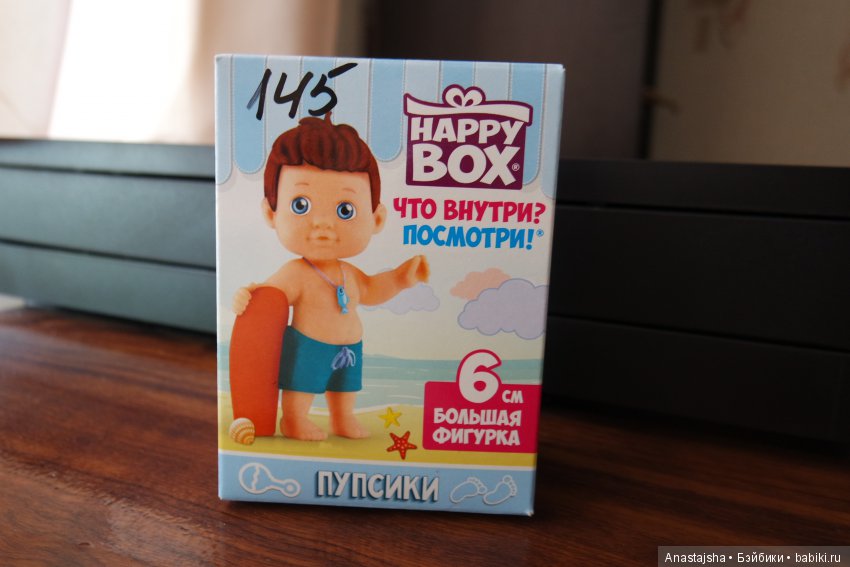 145
HAPPY
BOX®
ЧТО ВНУТРИ?
ПОСМОТРИ!®
6 СМ
БОЛЬШАЯ
ФИГУРКА
ПУПСИКИ
Anastajsha • Бэйбики • babiki.ru